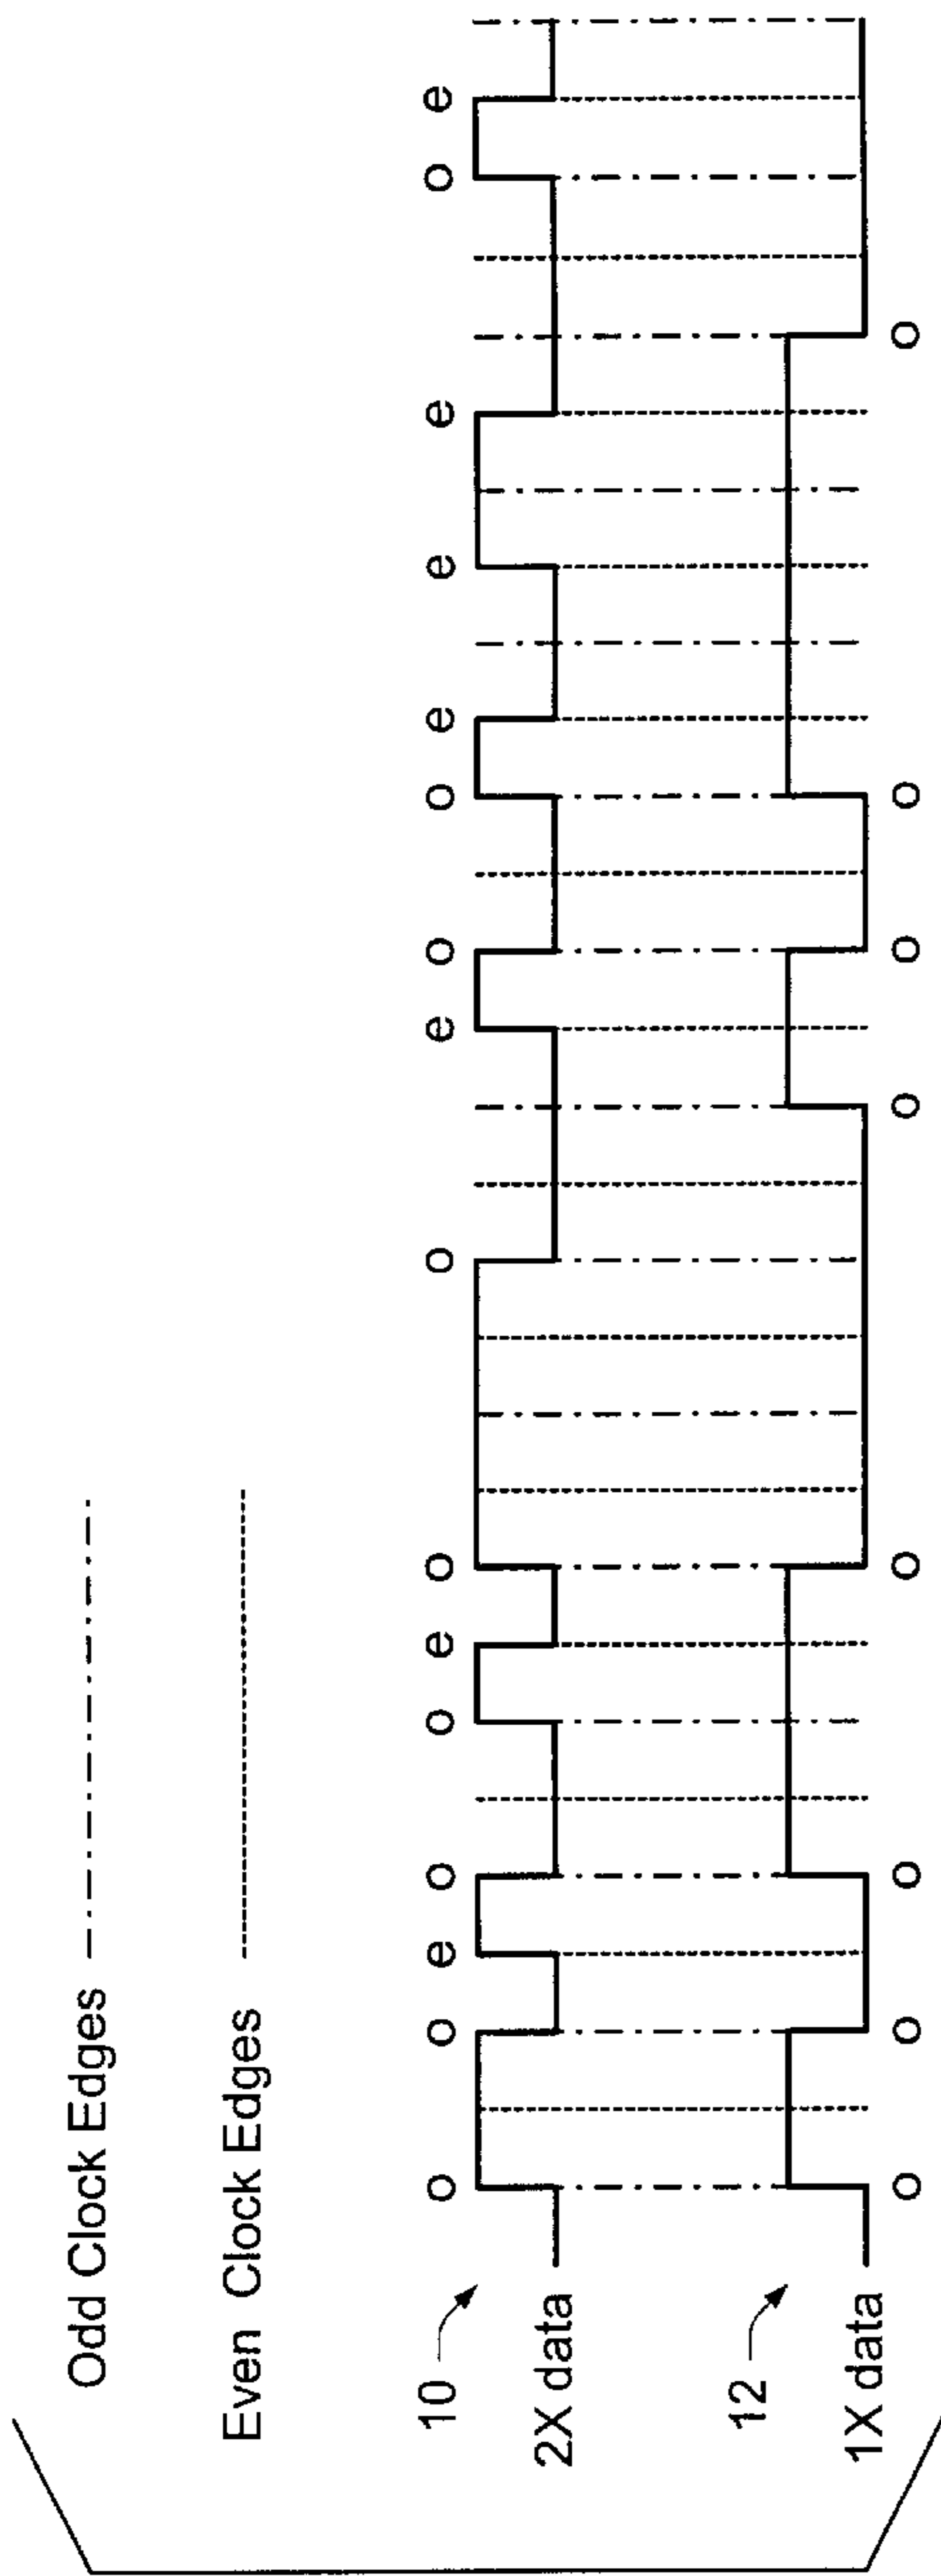 Odd Clock Edges
Even Clock Edges
10
o o e o o e o o e o o e e e o e
2X data
12
1X data
o o o o o o o o